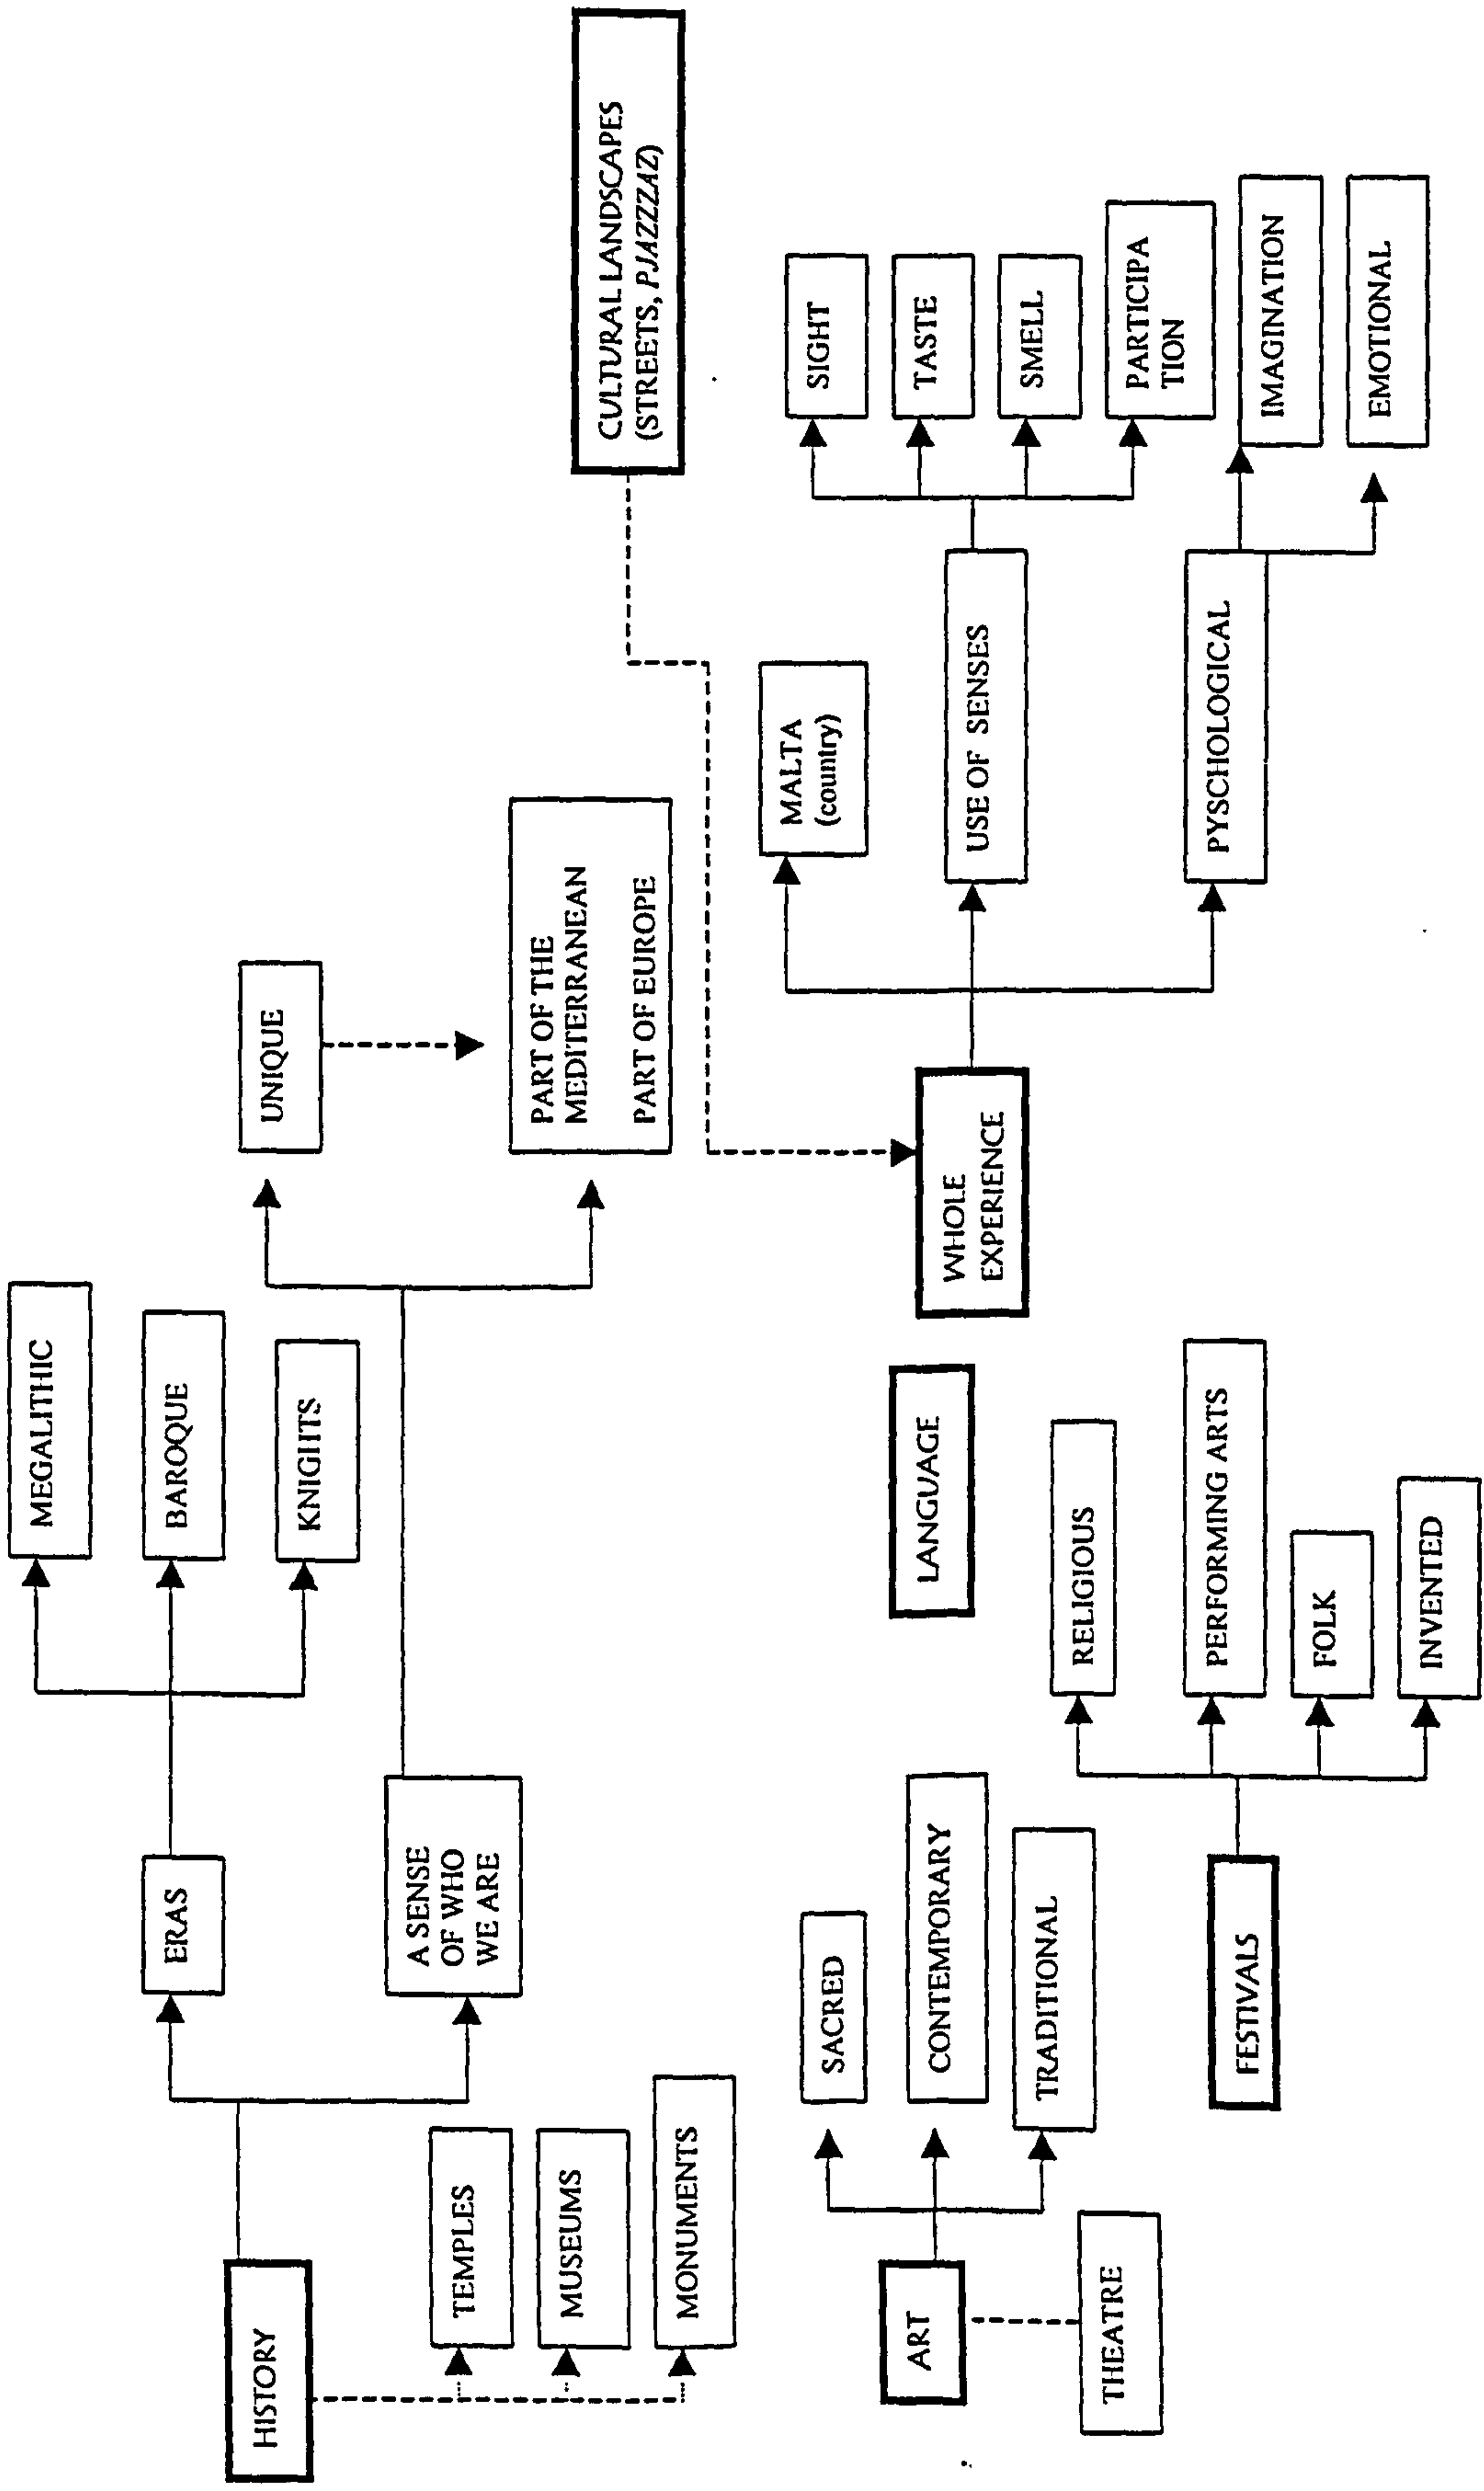 HISTORY
ERAS
MEGALITHIC
BAROQUE
KNIGHTS
A SENSE
OF WHO
WE ARE
UNIQUE
PART OF THE
MEDITERRANEAN
PART OF EUROPE
TEMPLES
MUSEUMS
MONUMENTS
CULTURAL LANDSCAPES
(STREETS, PJAZZZAZ)
ART
SACRED
CONTEMPORARY
TRADITIONAL
THEATRE
LANGUAGE
WHOLE
EXPERIENCE
MALTA
(country)
USE OF SENSES
SIGHT
TASTE
SMELL
PARTICIPA
TION
PYSCHOLOGICAL
IMAGINATION
EMOTIONAL
FESTIVALS
RELIGIOUS
PERFORMING ARTS
FOLK
INVENTED